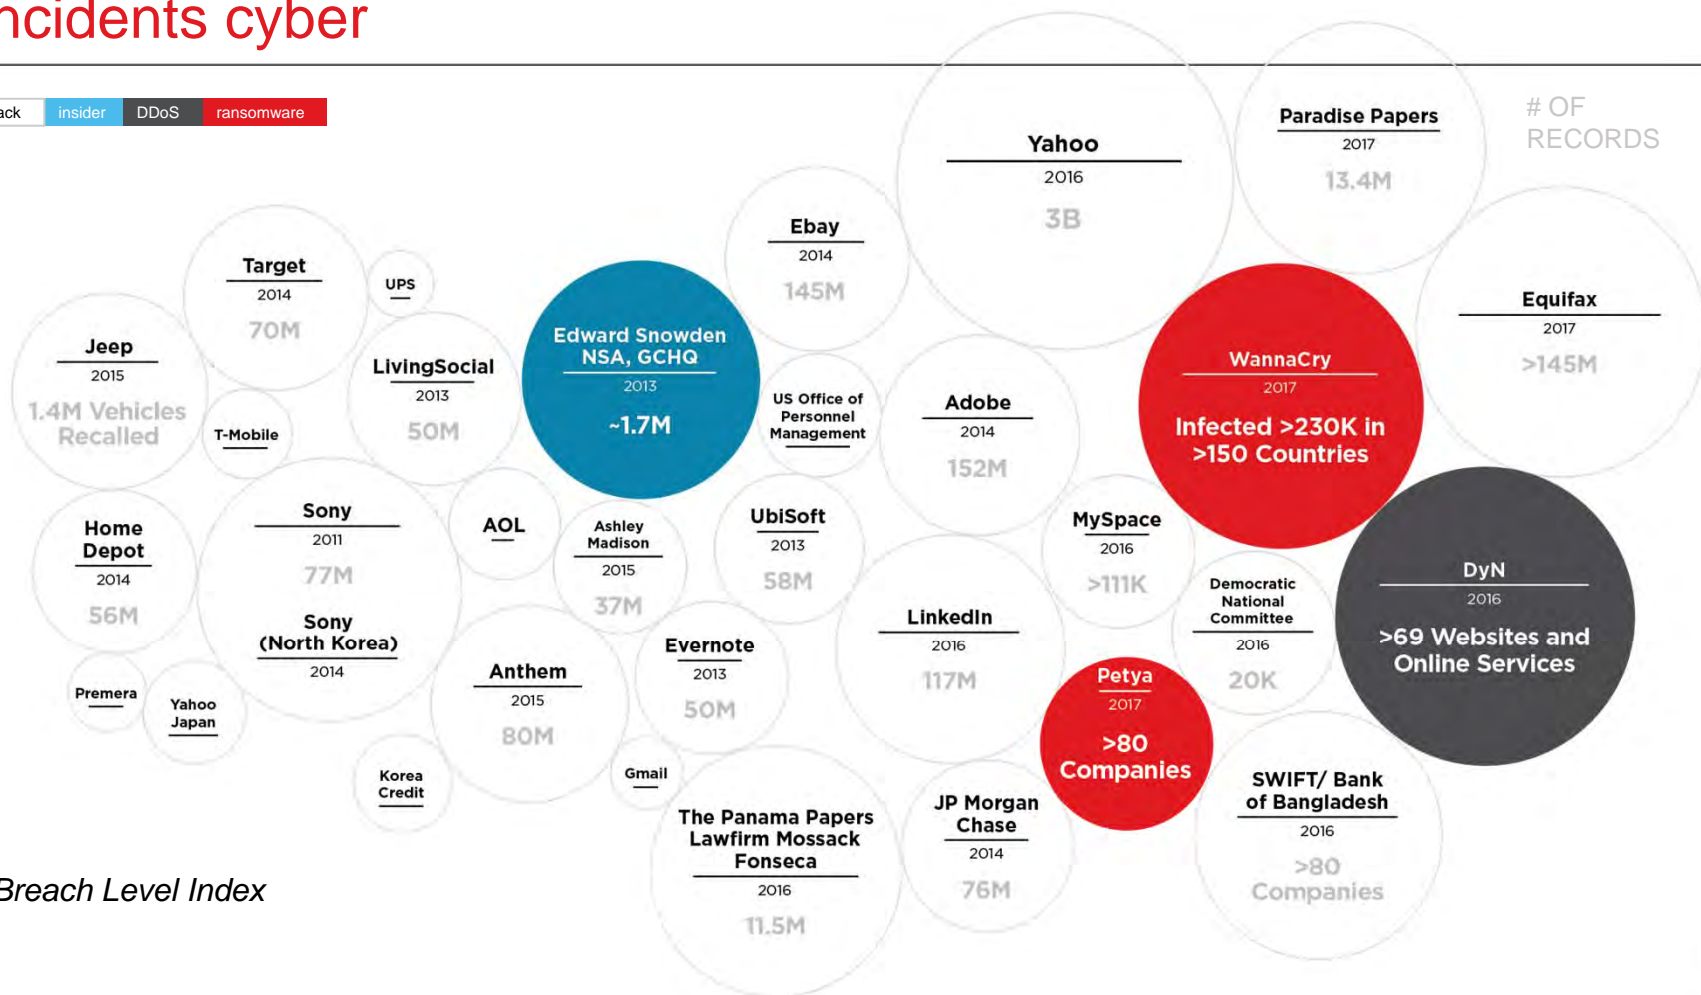 ncidents cyber
ack
insider
DDoS
ransomware
# OF
RECORDS
Yahoo
2016
3B
Paradise Papers
2017
13.4M
Ebay
2014
145M
Target
2014
70M
UPS
Equifax
2017
>145M
Jeep
2015
1.4M Vehicles
Recalled
LivingSocial
2013
50M
Edward Snowden
NSA, GCHQ
2013
~1.7M
US Office of
Personnel
Management
Adobe
2014
152M
WannaCry
2017
Infected >230K in
>150 Countries
T-Mobile
Home
Depot
2014
56M
Sony
2011
77M
Sony
(North Korea)
2014
AOL
Ashley
Madison
2015
37M
UbiSoft
2013
58M
MySpace
2016
>111K
DyN
2016
>69 Websites and
Online Services
LinkedIn
2016
117M
Democratic
National
Committee
2016
20K
Premera
Yahoo
Japan
Anthem
2015
80M
Evernote
2013
50M
Petya
2017
>80
Companies
Korea
Credit
Gmail
The Panama Papers
Lawfirm Mossack
Fonseca
2016
11.5M
JP Morgan
Chase
2014
76M
SWIFT/ Bank
of Bangladesh
2016
>80
Companies
Breach Level Index